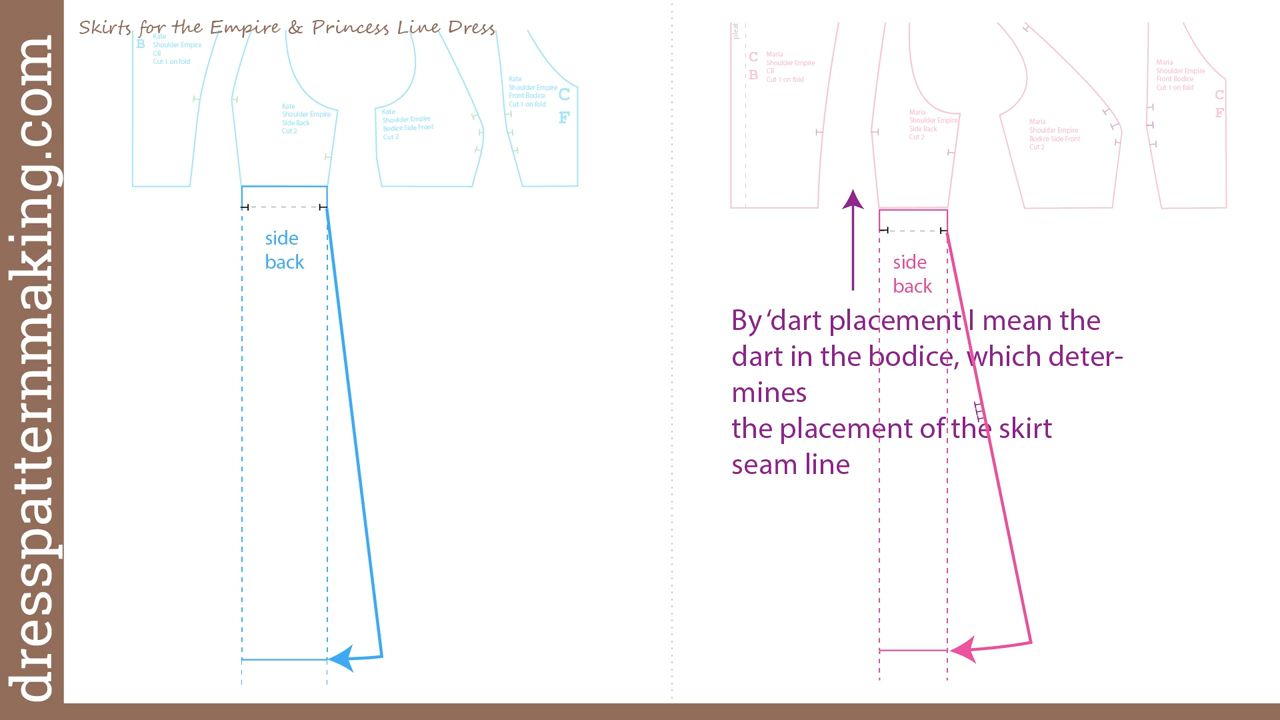 dresspatternmaking.com
Skirts for the Empire & Princess Line Dress
B
Kate
Shoulder Empire
CB
Cut 1 on fold
Kate
Shoulder Empire
Side Back
Cut 2
Kate
Shoulder Empire
Bodice Side Front
Kate
Shoulder Empire
Front Bodice
Cut 1 on fold
C
F
side
back
pleat
C
B
Maria
Shoulder Empire
CB
Cut 1 on fold
Maria
Shoulder Empire
Side Back
Cut 2
Maria
Shoulder Empire
Bodice Side Front
Cut 2
Maria
Shoulder Empire
Front Bodice
Cut 1 on fold
C
F
side
back
By ‘dart placement I mean the
dart in the bodice, which deter-
mines
the placement of the skirt
seam line